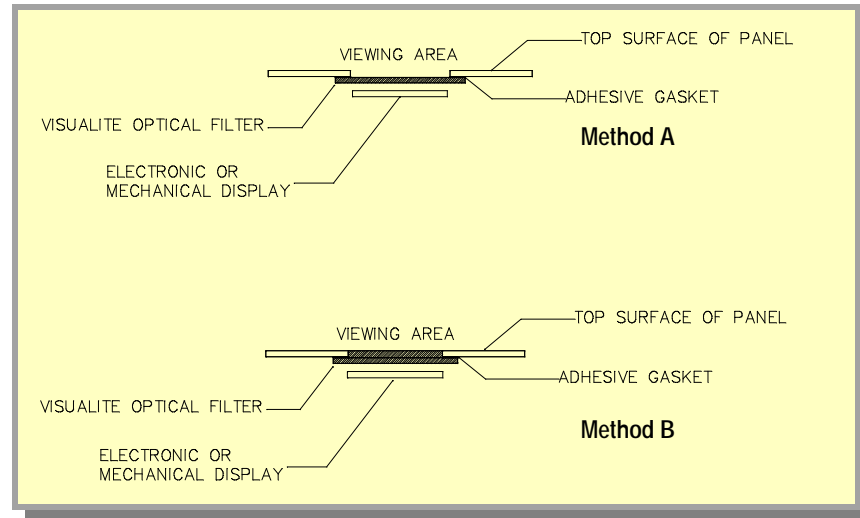 TOP SURFACE OF PANEL
VIEWING AREA
ADHESIVE GASKET
VISUALITE OPTICAL FILTER
Method A
ELECTRONIC OR
MECHANICAL DISPLAY
TOP SURFACE OF PANEL
VIEWING AREA
ADHESIVE GASKET
VISUALITE OPTICAL FILTER
Method B
ELECTRONIC OR
MECHANICAL DISPLAY